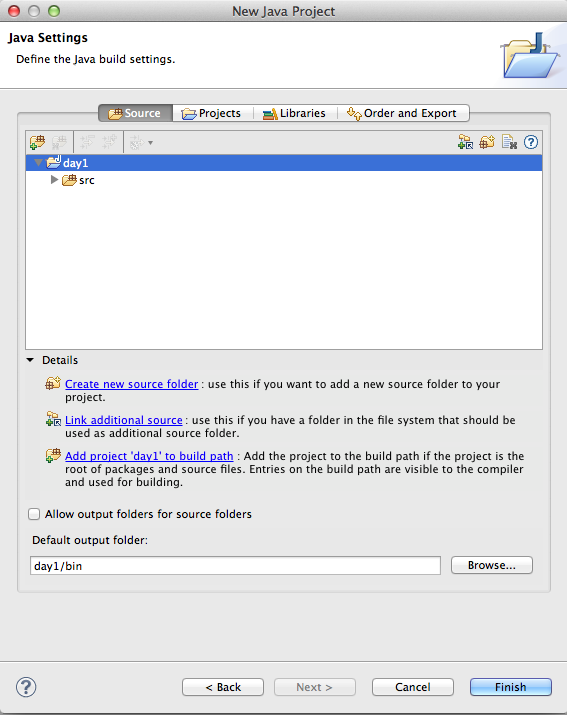 New Java Project
Java Settings
Define the Java build settings.
Source Projects Libraries Order and Export
day1
src
Details
Create new source folder : use this if you want to add a new source folder to your
project.
Link additional source : use this if you have a folder in the file system that should be
used as additional source folder.
Add project 'day1' to build path : Add the project to the build path if the project is the
root of packages and source files. Entries on the build path are visible to the compiler
and used for building.
Allow output folders for source folders
Default output folder:
day1/bin
Browse...
< Back
Next >
Cancel
Finish